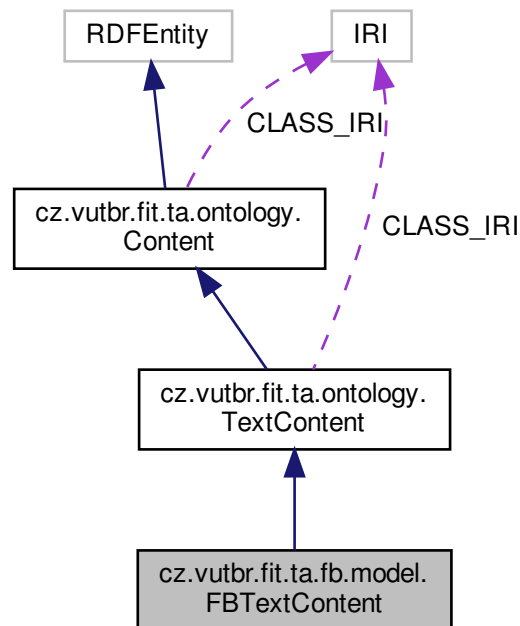 RDFEntity
IRI
CLASS_IRI
cz.vutbr.fit.ta.ontology.
Content
CLASS_IRI
cz.vutbr.fit.ta.ontology.
TextContent
cz.vutbr.fit.ta.fb.model.
FBTextContent